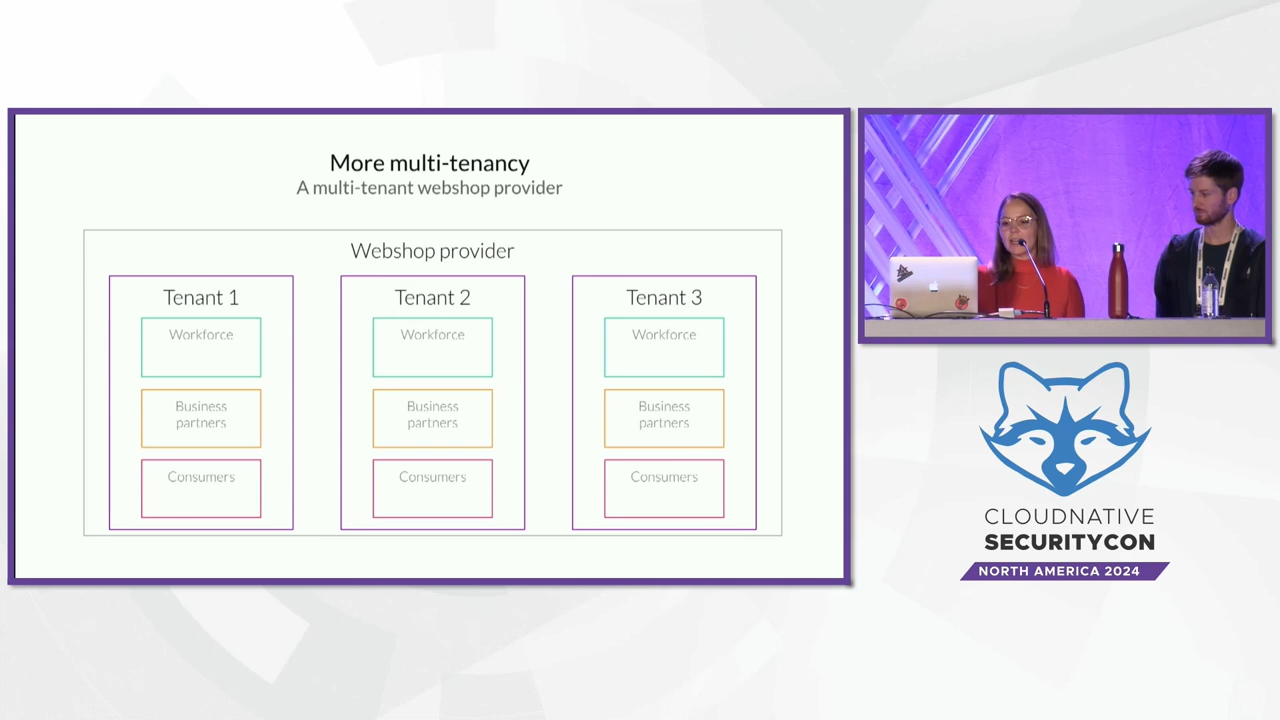 More multi-tenancy
A multi-tenant webshop provider
Webshop provider
Tenant 1
Workforce
Business
partners
Consumers
Tenant 2
Workforce
Business
partners
Consumers
Tenant 3
Workforce
Business
partners
Consumers
CLOUDNATIVE
SECURITYCON
NORTH AMERICA 2024